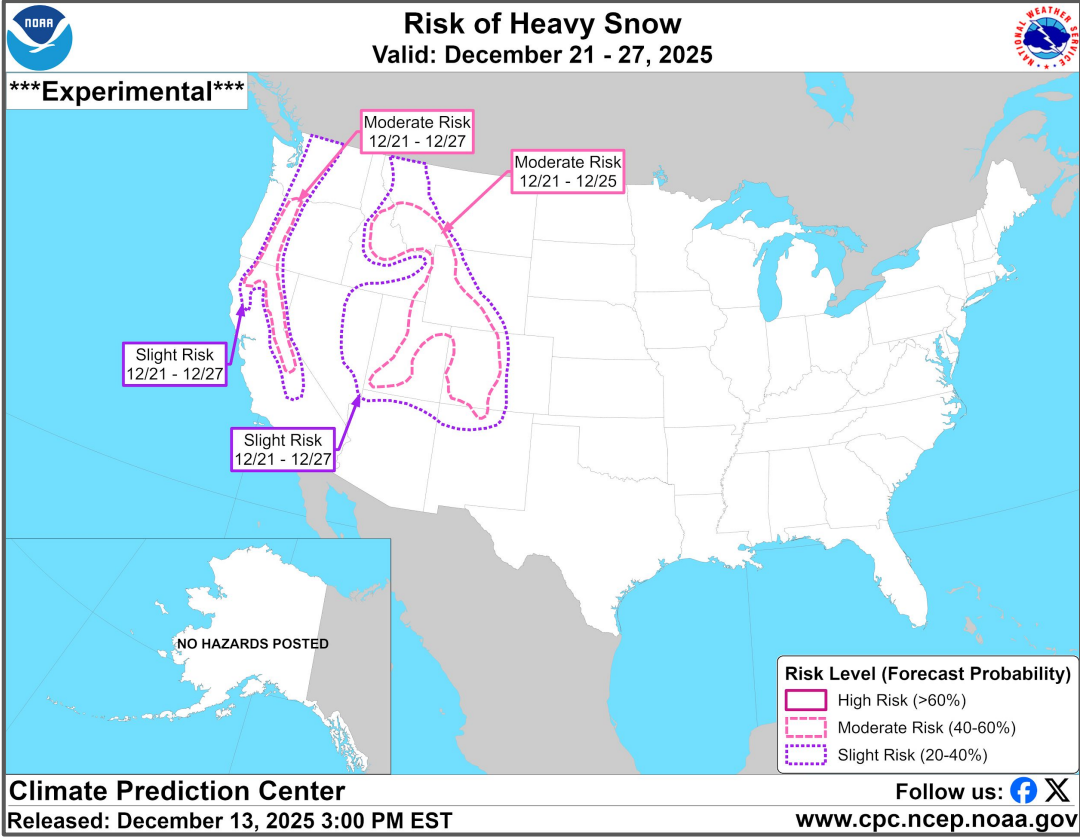 NOAA
Risk of Heavy Snow
Valid: December 21 - 27, 2025
NATIONAL WEATHER SERVICE
***Experimental***
Moderate Risk
12/21 - 12/27
Moderate Risk
12/21 - 12/25
Slight Risk
12/21 - 12/27
Slight Risk
12/21 - 12/27
NO HAZARDS POSTED
Risk Level (Forecast Probability)
High Risk (>60%)
Moderate Risk (40-60%)
Slight Risk (20-40%)
Climate Prediction Center
Follow us:
Released: December 13, 2025 3:00 PM EST
www.cpc.ncep.noaa.gov